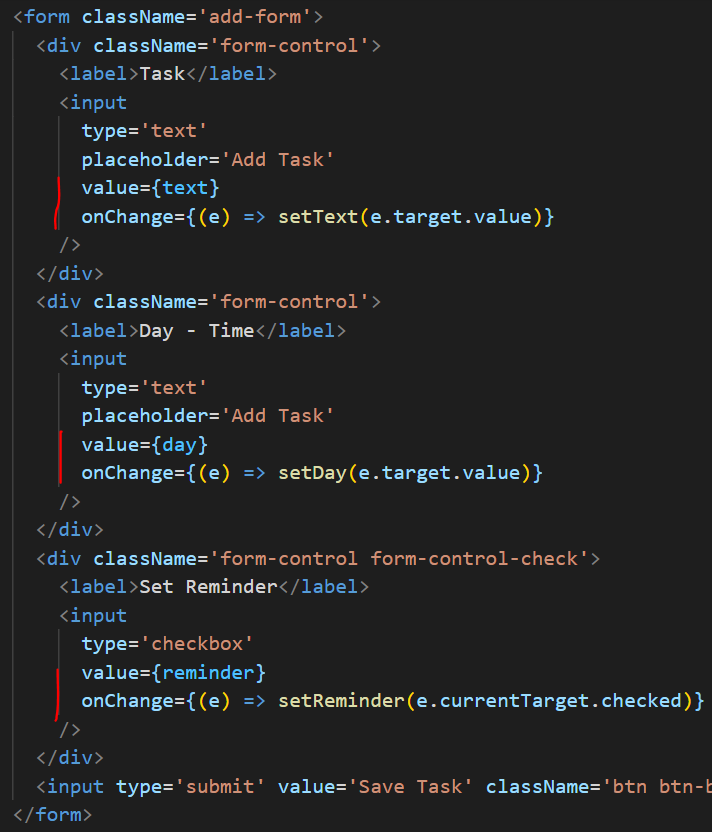 <form className='add-form'>
<div className='form-control'>
<label>Task</label>
<input
type='text'
placeholder='Add Task'
value={text}
onChange={(e) => setText(e.target.value)}
/>
</div>
<div className='form-control'>
<label>Day - Time</label>
<input
type='text'
placeholder='Add Task'
value={day}
onChange={(e) => setDay(e.target.value)}
/>
</div>
<div className='form-control form-control-check'>
<label>Set Reminder</label>
<input
type='checkbox'
value={reminder}
onChange={(e) => setReminder(e.currentTarget.checked)}
/>
</div>
<input type='submit' value='Save Task' className='btn btn-b
</form>